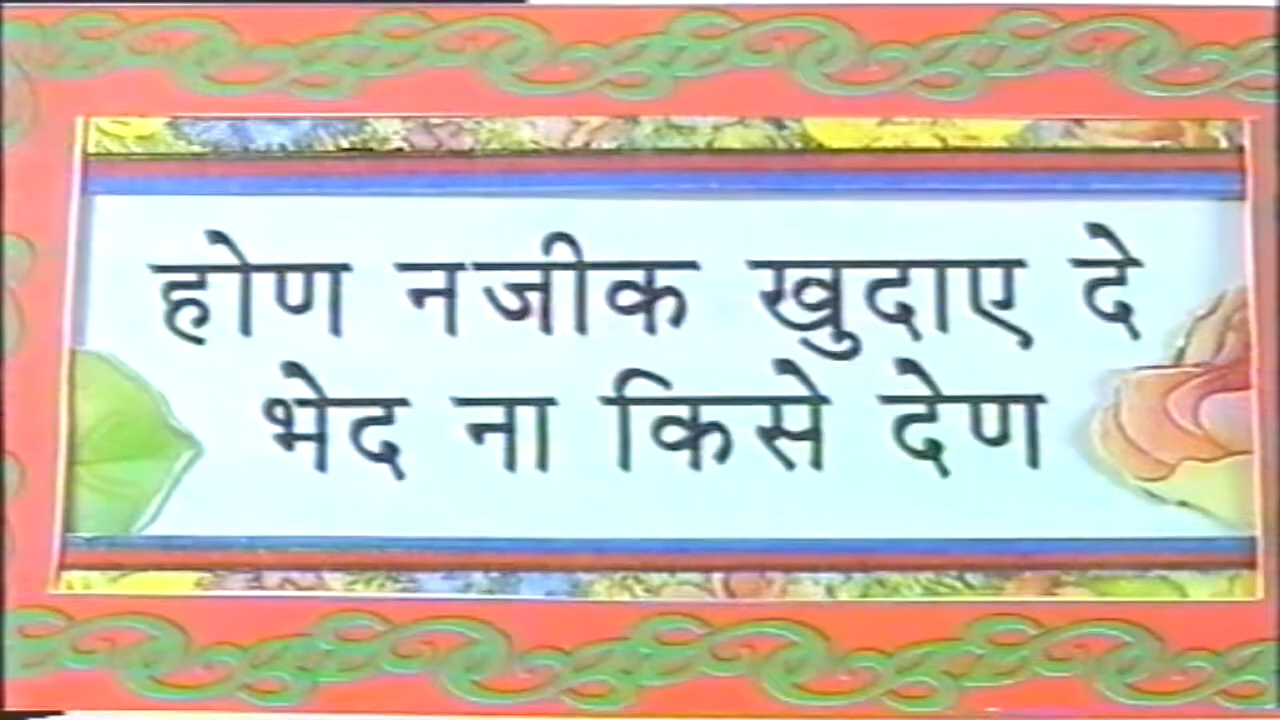 होण नजीक खुदाए दे
भेद ना किसे देण